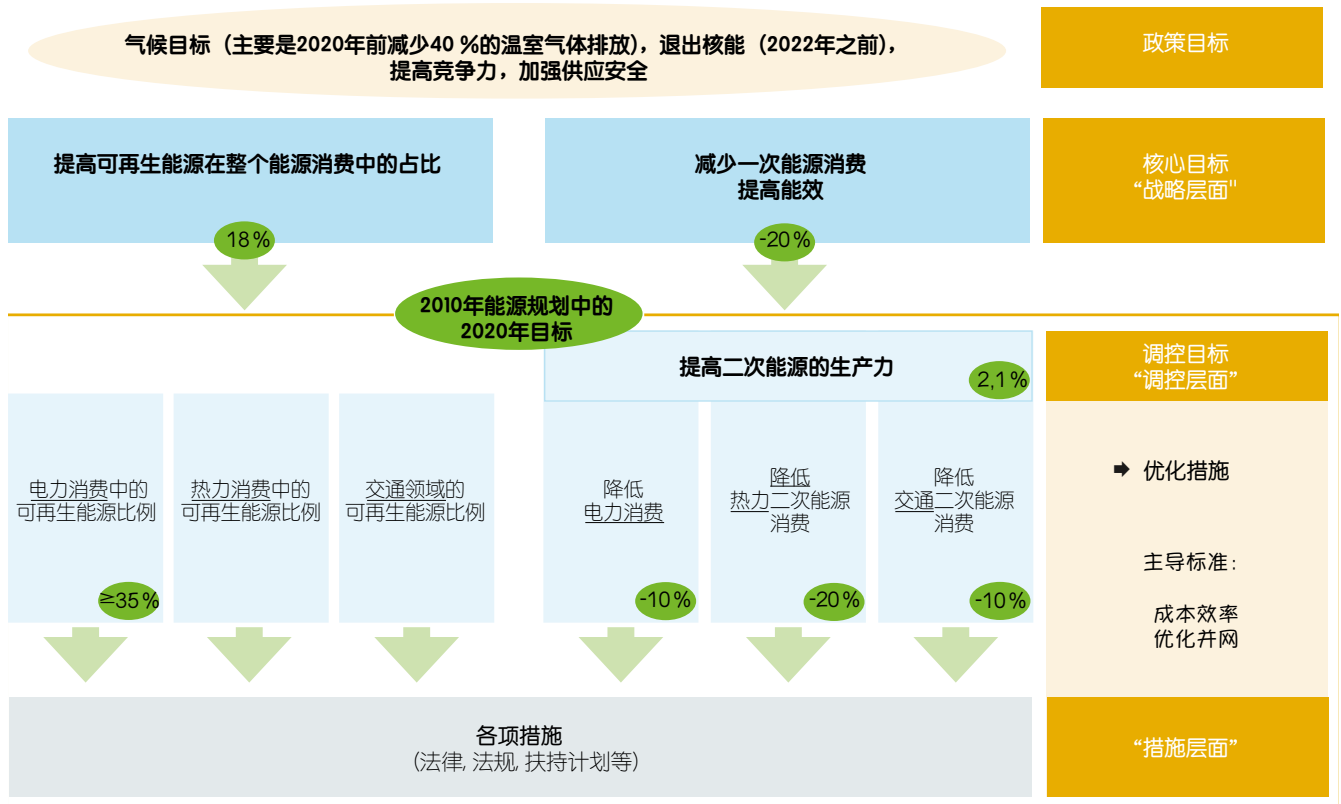 气候目标（主要是2020年前减少40 %的温室气体排放），退出核能（2022年之前），
提高竞争力，加强供应安全
政策目标
提高可再生能源在整个能源消费中的占比
18%
减少一次能源消费
提高能效
-20%
核心目标
“战略层面"
2010年能源规划中的
2020年目标
提高二次能源的生产力
2,1%
调控目标
“调控层面”
电力消费中的
可再生能源比例
≥35%
热力消费中的
可再生能源比例
交通领域的
可再生能源比例
降低
电力消费
-10%
降低
热力二次能源
消费
-20%
降低
交通二次能源
消费
-10%
➡ 优化措施
主导标准：
成本效率
优化并网
各项措施
(法律, 法规, 扶持计划等)
“措施层面”